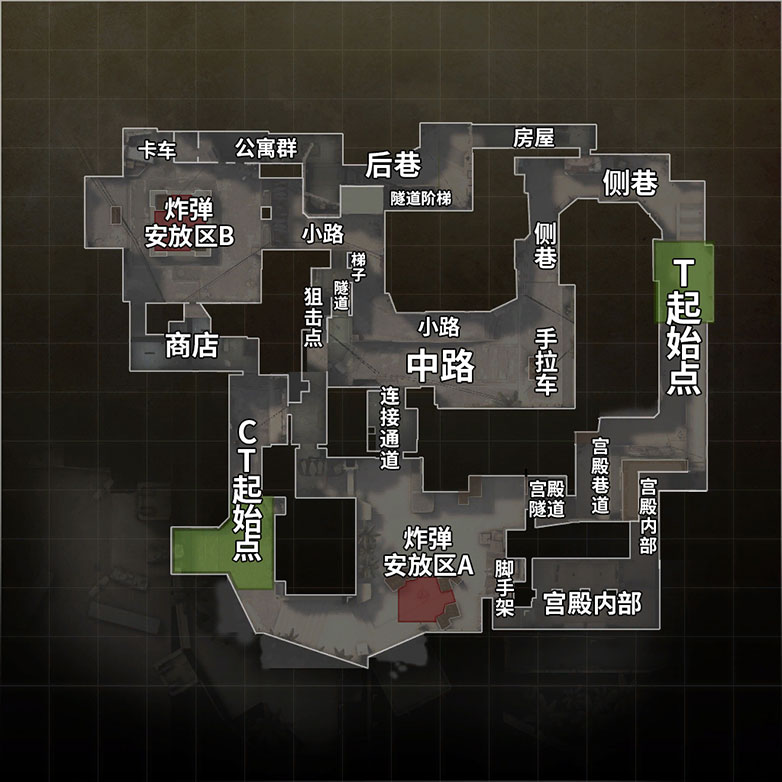 房屋
卡车
公寓群
后巷
侧巷
隧道阶梯
炸弹
安放区B
小路
侧巷
梯子
隧道
狙击点
T起始点
小路
商店
中路
手拉车
连接通道
CT起始点
宫殿巷道
宫殿内部
宫殿
隧道
炸弹
安放区A
脚手架
宫殿内部